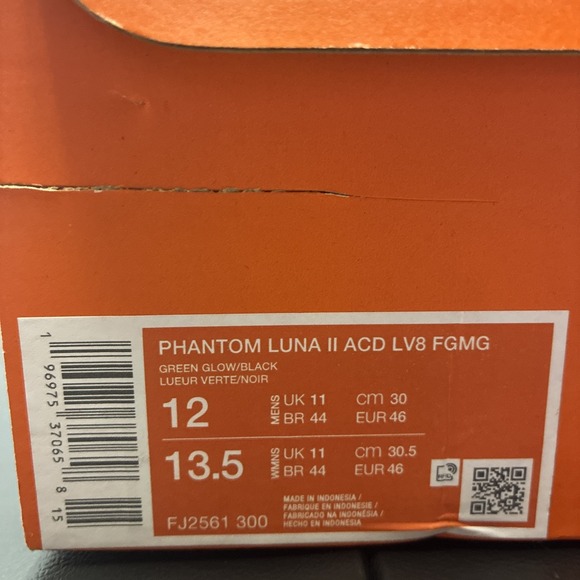 PHANTOM LUNA II ACD LV8 FGMG
GREEN GLOW/BLACK
LUEUR VERTE/NOIR
12 MENS UK 11 cm 30
BR 44 EUR 46
13.5 WMNS UK 11 cm 30.5
BR 44 EUR 46
MADE IN INDONESIA /
FABRIQUE EN INDONESIE /
FABRICADO NA INDONÉSIA /
HECHO EN INDONESIA
FJ2561 300
1 96975 37065 8 15